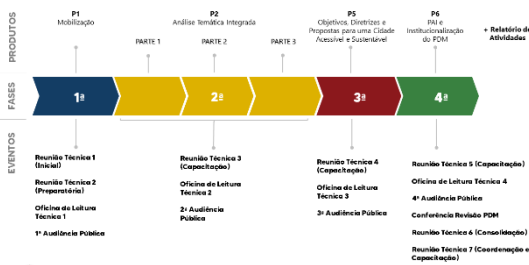 PRODUTOS
P1
Mobilização
P2
Análise Temática Integrada
PARTE 1
PARTE 2
PARTE 3
P5
Objetivos, Diretrizes e
Propostas para uma Cidade
Acessível e Sustentável
P6
PAI e
Institucionalização
do PDM
+ Relatório de
Atividades
FASES
1ª
2ª
3ª
4ª
EVENTOS
Reunião Técnica 1
(Inicial)
Reunião Técnica 2
(Preparatória)
Oficina de Leitura
Técnica 1
1ª Audiância Pública
Reunião Técnica 3
(Capacitação)
Oficina de Leitura
Técnica 2
2ª Audiância
Pública
Reunião Técnica 4
(Capacitação)
Oficina de Leitura
Técnica 3
3ª Audiância Pública
Reunião Técnica 5 (Capacitação)
Oficina de Leitura Técnica 4
4ª Audiância Pública
Conferência Revisão PDM
Reunião Técnica 6 (Consolidação)
Reunião Técnica 7 (Coordenação e
Capacitação)